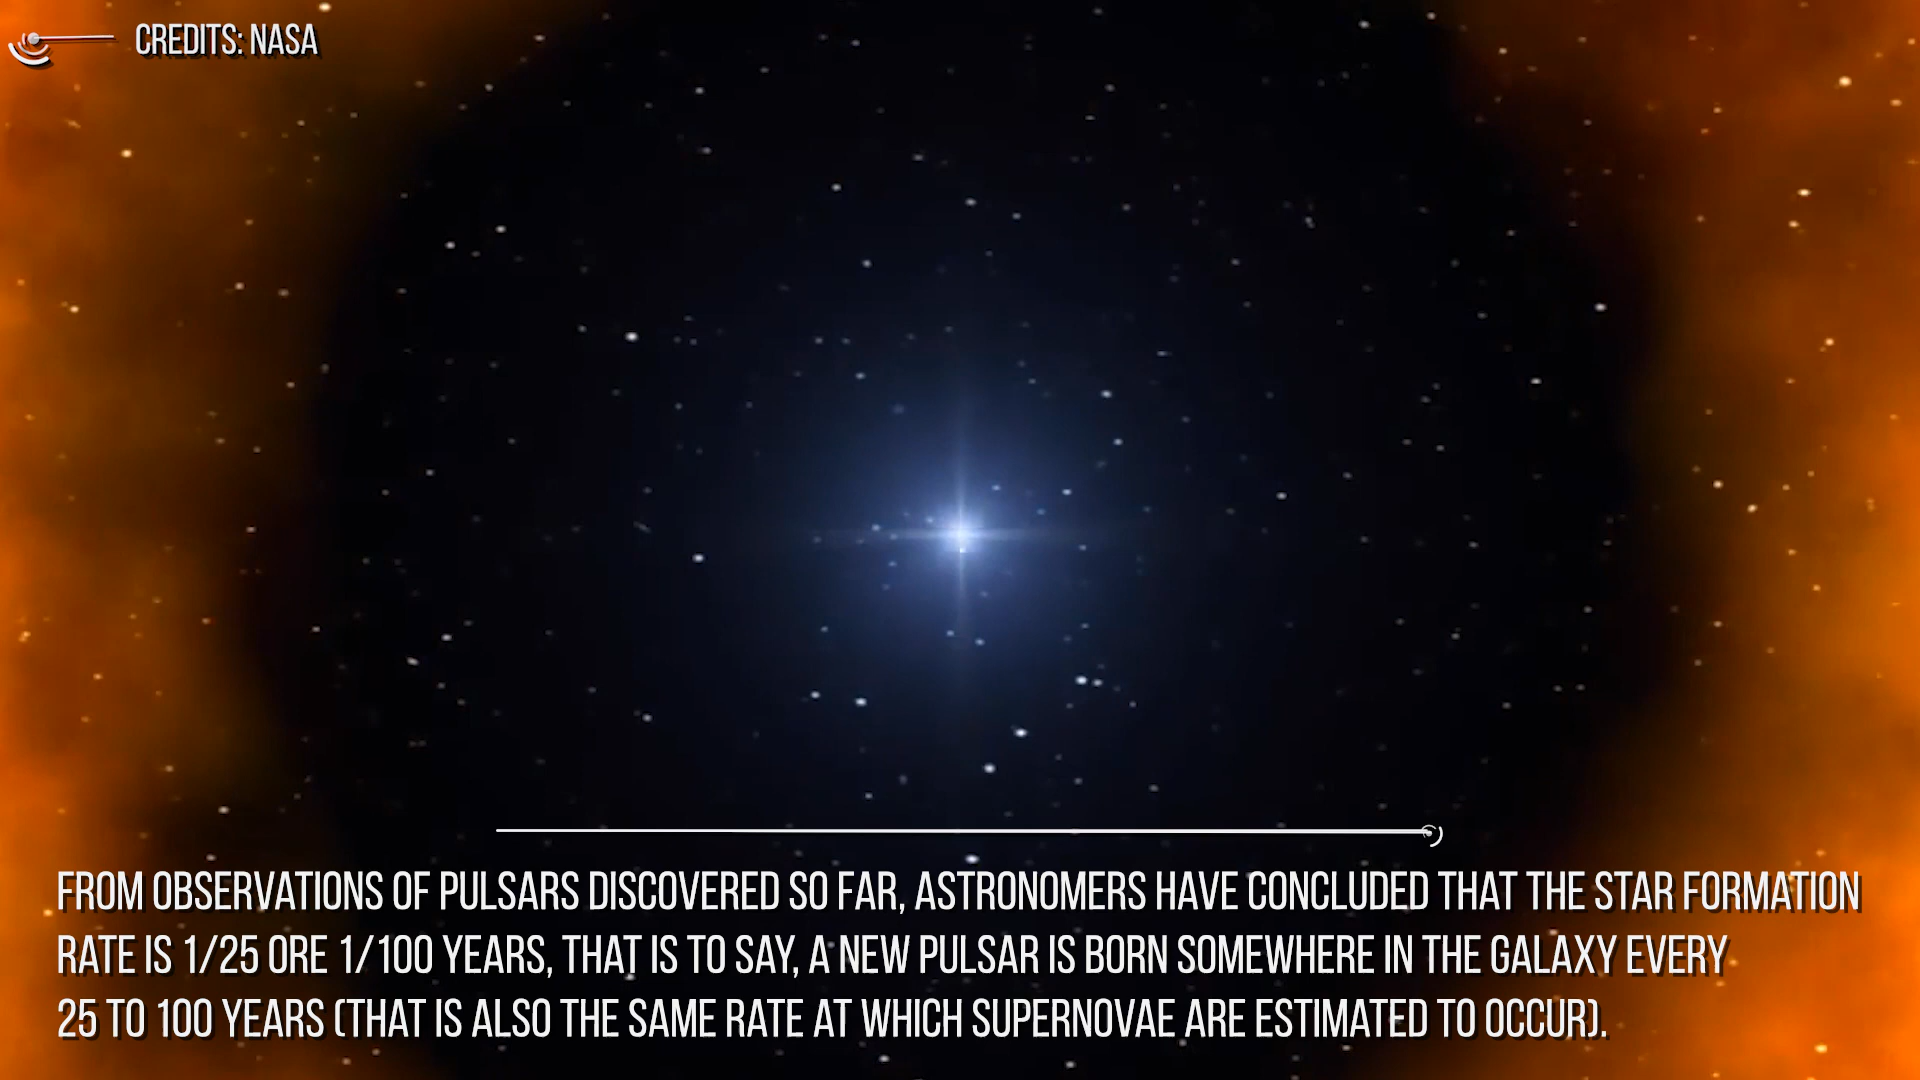 CREDITS: NASA
FROM OBSERVATIONS OF PULSARS DISCOVERED SO FAR, ASTRONOMERS HAVE CONCLUDED THAT THE STAR FORMATION
RATE IS 1/25 ORE 1/100 YEARS, THAT IS TO SAY, A NEW PULSAR IS BORN SOMEWHERE IN THE GALAXY EVERY
25 TO 100 YEARS (THAT IS ALSO THE SAME RATE AT WHICH SUPERNOVAE ARE ESTIMATED TO OCCUR).